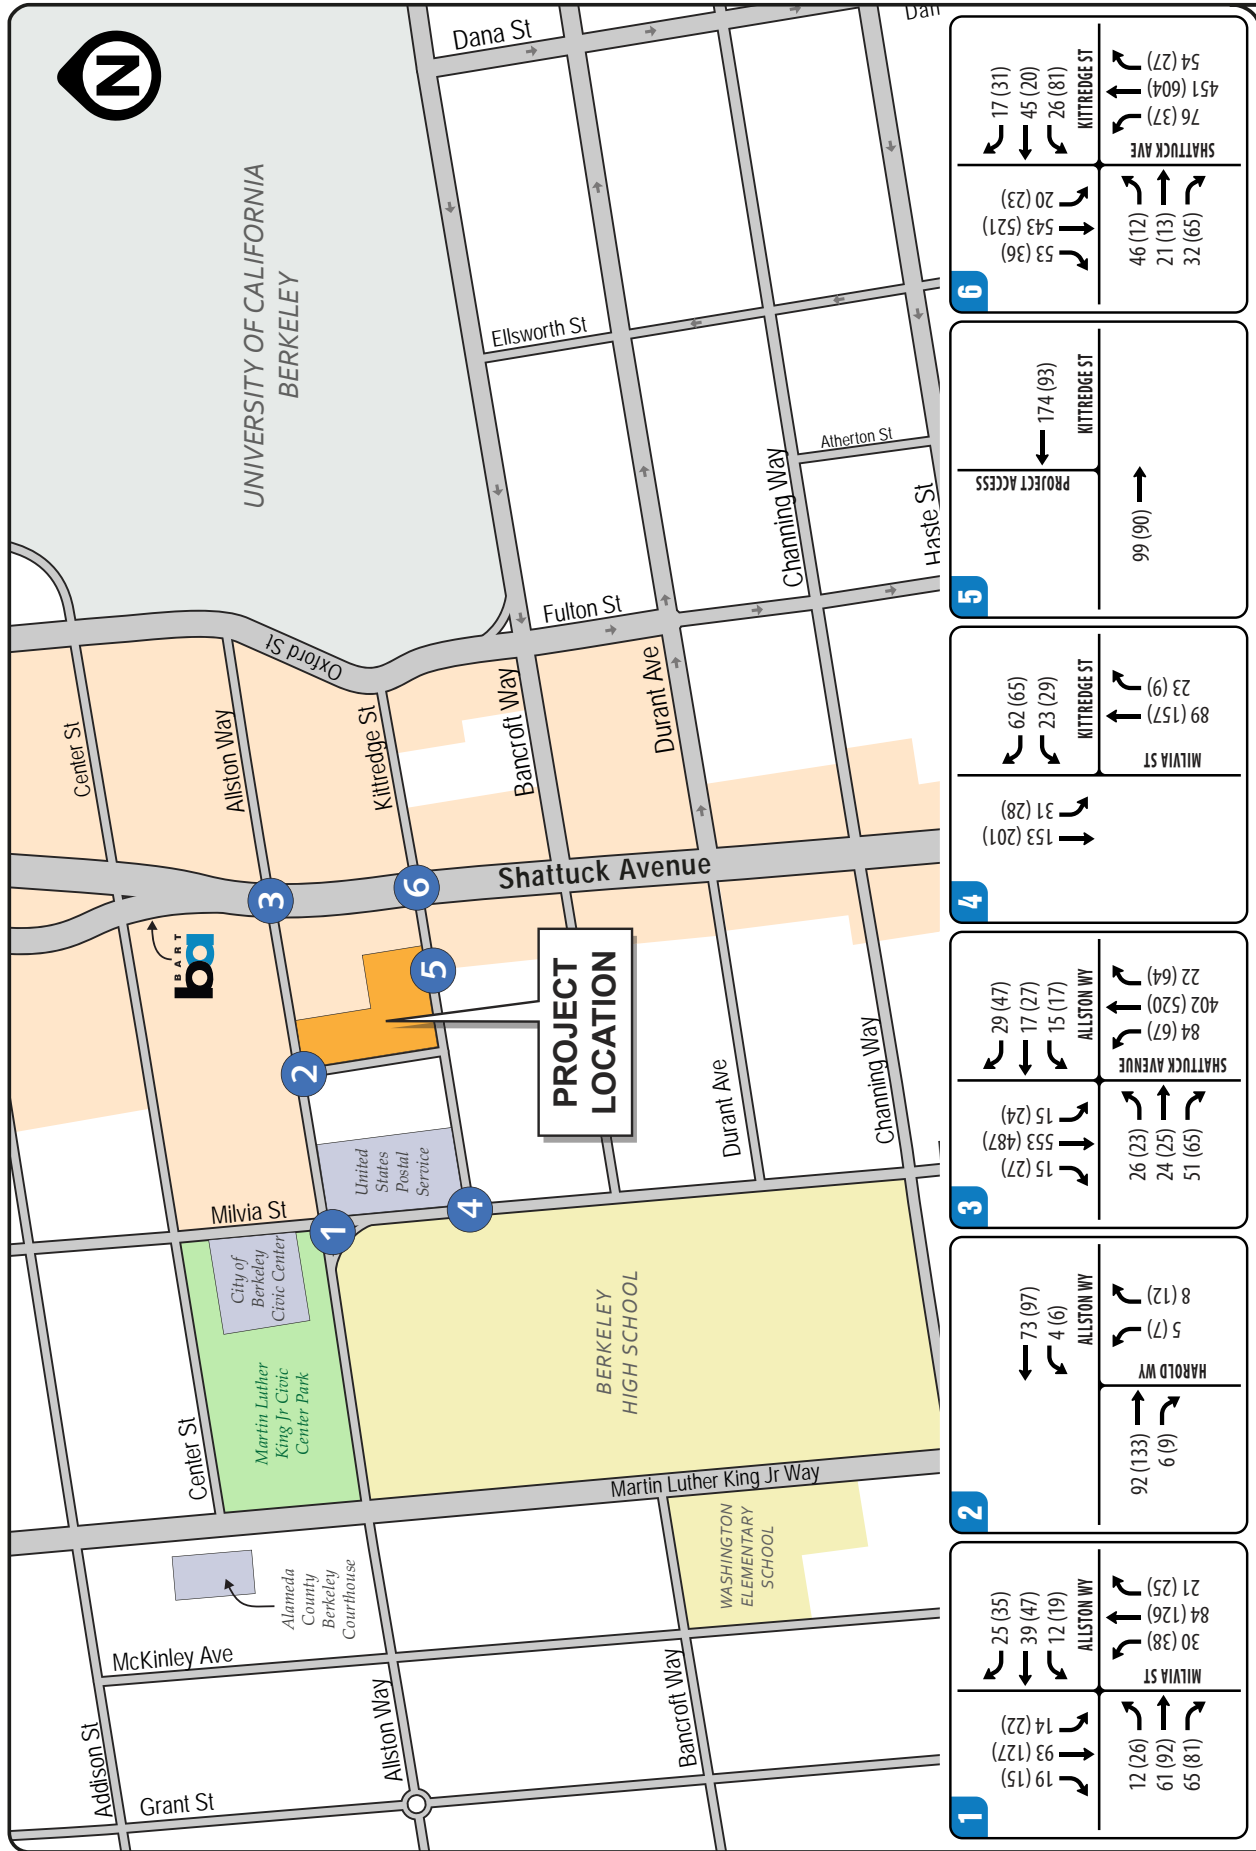 N
UNIVERSITY OF CALIFORNIA
BERKELEY
Dana St
Dan
Ellsworth St
Atherton St
Channing Way
Haste St
Fulton St
Oxford St
Center St
Allston Way
Kittredge St
Bancroft Way
Durant Ave
Shattuck Avenue
BART
ba
3
6
5
2
PROJECT
LOCATION
1
4
United
States
Postal
Service
Milvia St
City of
Berkeley
Civic Center
Martin Luther
King Jr Civic
Center Park
Center St
BERKELEY
HIGH SCHOOL
Durant Ave
Channing Way
Martin Luther King Jr Way
WASHINGTON
ELEMENTARY
SCHOOL
Alameda
County
Berkeley
Courthouse
McKinley Ave
Addison St
Grant St
Allston Way
Bancroft Way
1
19 (15)
93 (127)
14 (22)
25 (35)
39 (47)
12 (19)
ALLSTON WY
12 (26)
61 (92)
65 (81)
MILVIA ST
30 (38)
84 (126)
21 (25)
2
73 (97)
4 (6)
ALLSTON WY
92 (133)
6 (9)
HAROLD WY
5 (7)
8 (12)
3
15 (27)
553 (487)
15 (24)
29 (47)
17 (27)
15 (17)
ALLSTON WY
26 (23)
24 (25)
51 (65)
SHATTUCK AVENUE
84 (67)
402 (520)
22 (64)
4
153 (201)
31 (28)
62 (65)
23 (29)
KITTREDGE ST
MILVIA ST
89 (157)
23 (9)
5
PROJECT ACCESS
174 (93)
KITTREDGE ST
99 (90)
6
53 (36)
543 (521)
20 (23)
17 (31)
45 (20)
26 (81)
KITTREDGE ST
46 (12)
21 (13)
32 (65)
SHATTUCK AVE
76 (37)
451 (604)
54 (27)